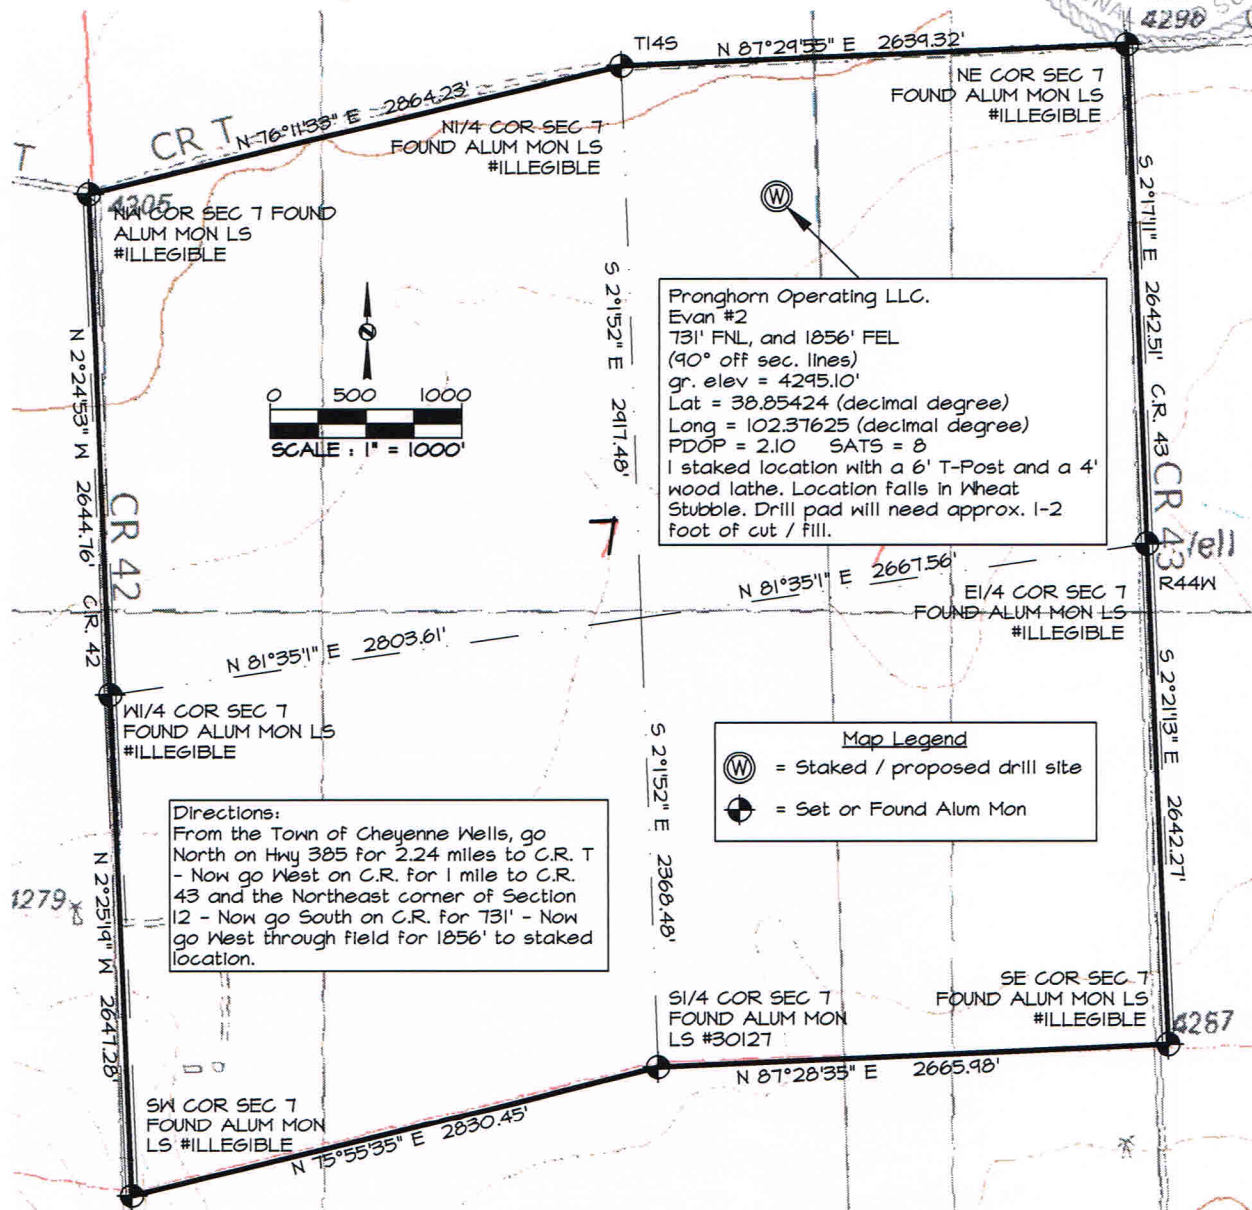 4298
T14S
N 87°29'55" E 2639.32'
NE COR SEC 7
FOUND ALUM MON LS
#ILLEGIBLE
CR T
N 76°11'33" E 2864.23'
N1/4 COR SEC 7
FOUND ALUM MON LS
#ILLEGIBLE
T
4205
NW COR SEC 7 FOUND
ALUM MON LS
#ILLEGIBLE
W
S 2°17'11" E 2642.51' C.R. 43
S 2°1'52" E 2917.48'
N 2°24'53" W 2644.76' C.R. 42
Pronghorn Operating LLC.
Evan #2
731' FNL, and 1856' FEL
(90° off sec. lines)
gr. elev = 4295.10'
Lat = 38.85424 (decimal degree)
Long = 102.37625 (decimal degree)
PDOP = 2.10 SATS = 8
I staked location with a 6' T-Post and a 4'
wood lathe. Location falls in Wheat
Stubble. Drill pad will need approx. 1-2
foot of cut / fill.
N
0 500 1000
SCALE : 1" = 1000'
CR 42
CR 43
7
N 81°35'1" E 2667.56'
R44W
E1/4 COR SEC 7
FOUND ALUM MON LS
#ILLEGIBLE
N 81°35'1" E 2803.61'
W1/4 COR SEC 7
FOUND ALUM MON LS
#ILLEGIBLE
S 2°21'13" E 2642.27'
S 2°1'52" E 2368.48'
Map Legend
W = Staked / proposed drill site
= Set or Found Alum Mon
Directions:
From the Town of Cheyenne Wells, go
North on Hwy 385 for 2.24 miles to C.R. T
- Now go West on C.R. for 1 mile to C.R.
43 and the Northeast corner of Section
12 - Now go South on C.R. for 731' - Now
go West through field for 1856' to staked
location.
4279
N 2°25'19" W 2647.28'
S1/4 COR SEC 7
FOUND ALUM MON
LS #30127
SE COR SEC 7
FOUND ALUM MON LS
#ILLEGIBLE
4287
N 87°28'35" E 2665.98'
SW COR SEC 7
FOUND ALUM MON
LS #ILLEGIBLE
N 75°55'35" E 2830.45'